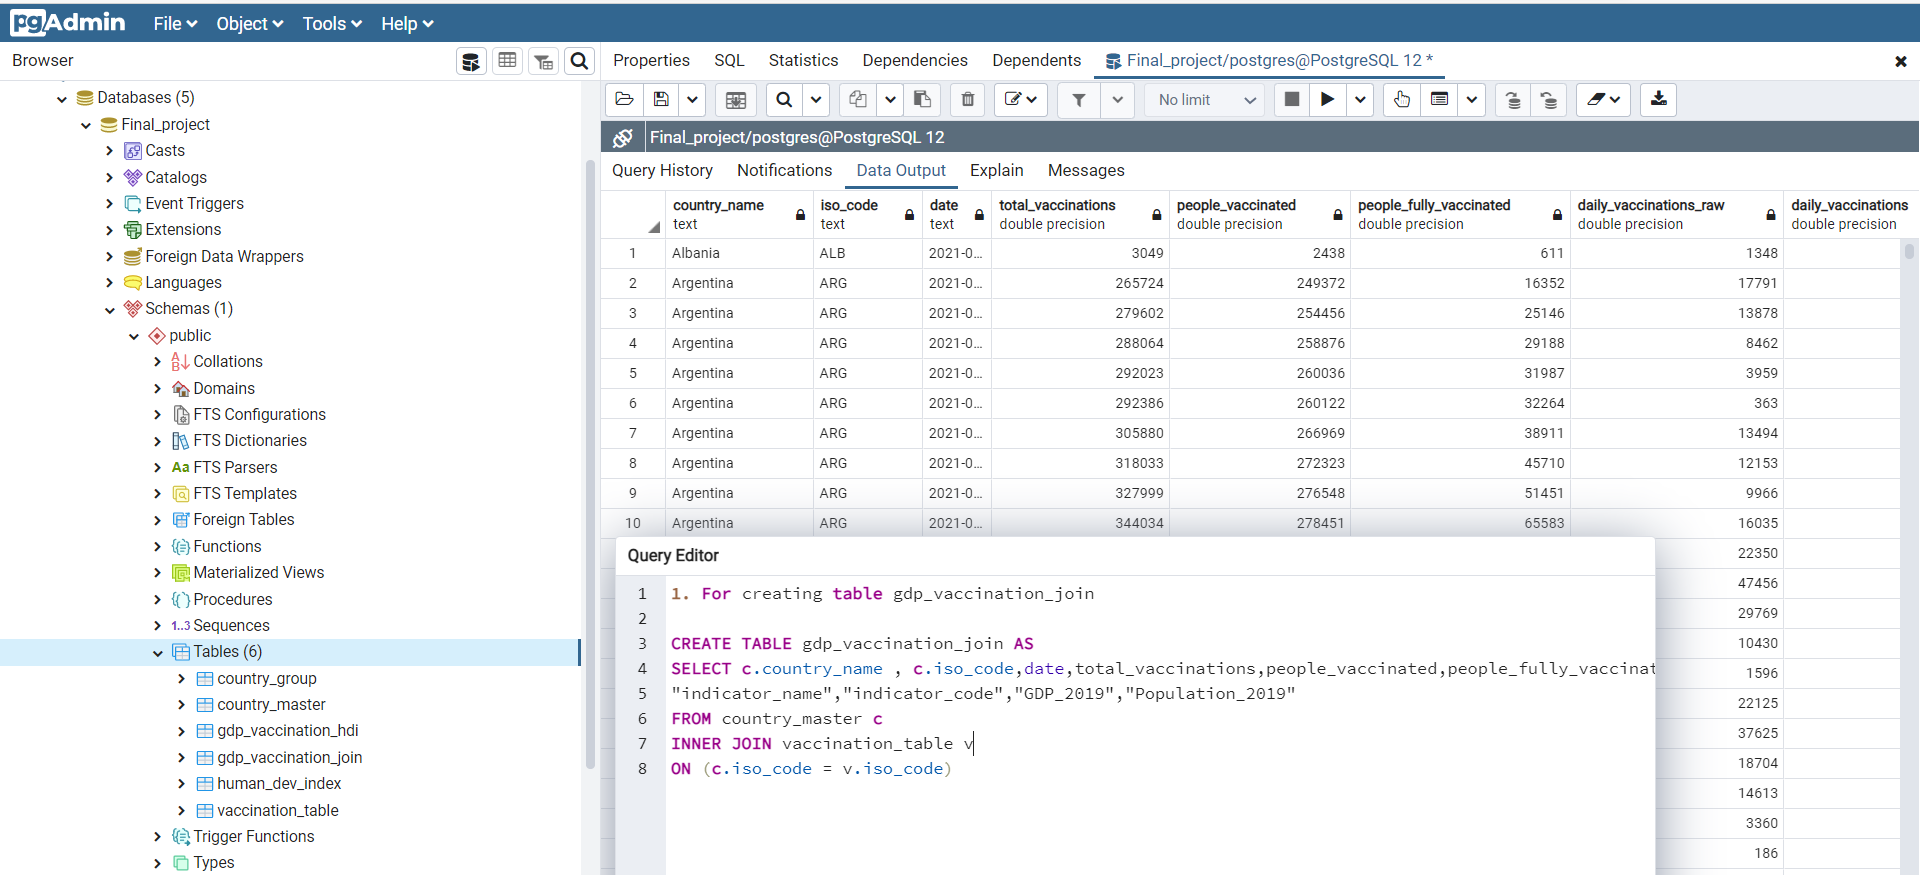 pgAdmin File Object Tools Help
Browser
Properties SQL Statistics Dependencies Dependents Final_project/postgres@PostgreSQL 12 *
Databases (5)
Final_project
Casts
Catalogs
Event Triggers
Extensions
Foreign Data Wrappers
Languages
Schemas (1)
public
Collations
Domains
FTS Configurations
FTS Dictionaries
Aa FTS Parsers
FTS Templates
Foreign Tables
Functions
Materialized Views
Procedures
1..3 Sequences
Tables (6)
country_group
country_master
gdp_vaccination_hdi
gdp_vaccination_join
human_dev_index
vaccination_table
Trigger Functions
Types
No limit
Final_project/postgres@PostgreSQL 12
Query History Notifications Data Output Explain Messages
country_name iso_code date total_vaccinations people_vaccinated people_fully_vaccinated daily_vaccinations_raw daily_vaccinations
text text text double precision double precision double precision double precision double precision
1 Albania ALB 2021-0... 3049 2438 611 1348
2 Argentina ARG 2021-0... 265724 249372 16352 17791
3 Argentina ARG 2021-0... 279602 254456 25146 13878
4 Argentina ARG 2021-0... 288064 258876 29188 8462
5 Argentina ARG 2021-0... 292023 260036 31987 3959
6 Argentina ARG 2021-0... 292386 260122 32264 363
7 Argentina ARG 2021-0... 305880 266969 38911 13494
8 Argentina ARG 2021-0... 318033 272323 45710 12153
9 Argentina ARG 2021-0... 327999 276548 51451 9966
10 Argentina ARG 2021-0... 344034 278451 65583 16035
22350
47456
29769
10430
1596
22125
37625
18704
14613
3360
186
Query Editor
1 1. For creating table gdp_vaccination_join
2
3 CREATE TABLE gdp_vaccination_join AS
4 SELECT c.country_name , c.iso_code,date,total_vaccinations,people_vaccinated,people_fully_vaccinat
5 "indicator_name","indicator_code","GDP_2019","Population_2019"
6 FROM country_master c
7 INNER JOIN vaccination_table v
8 ON (c.iso_code = v.iso_code)